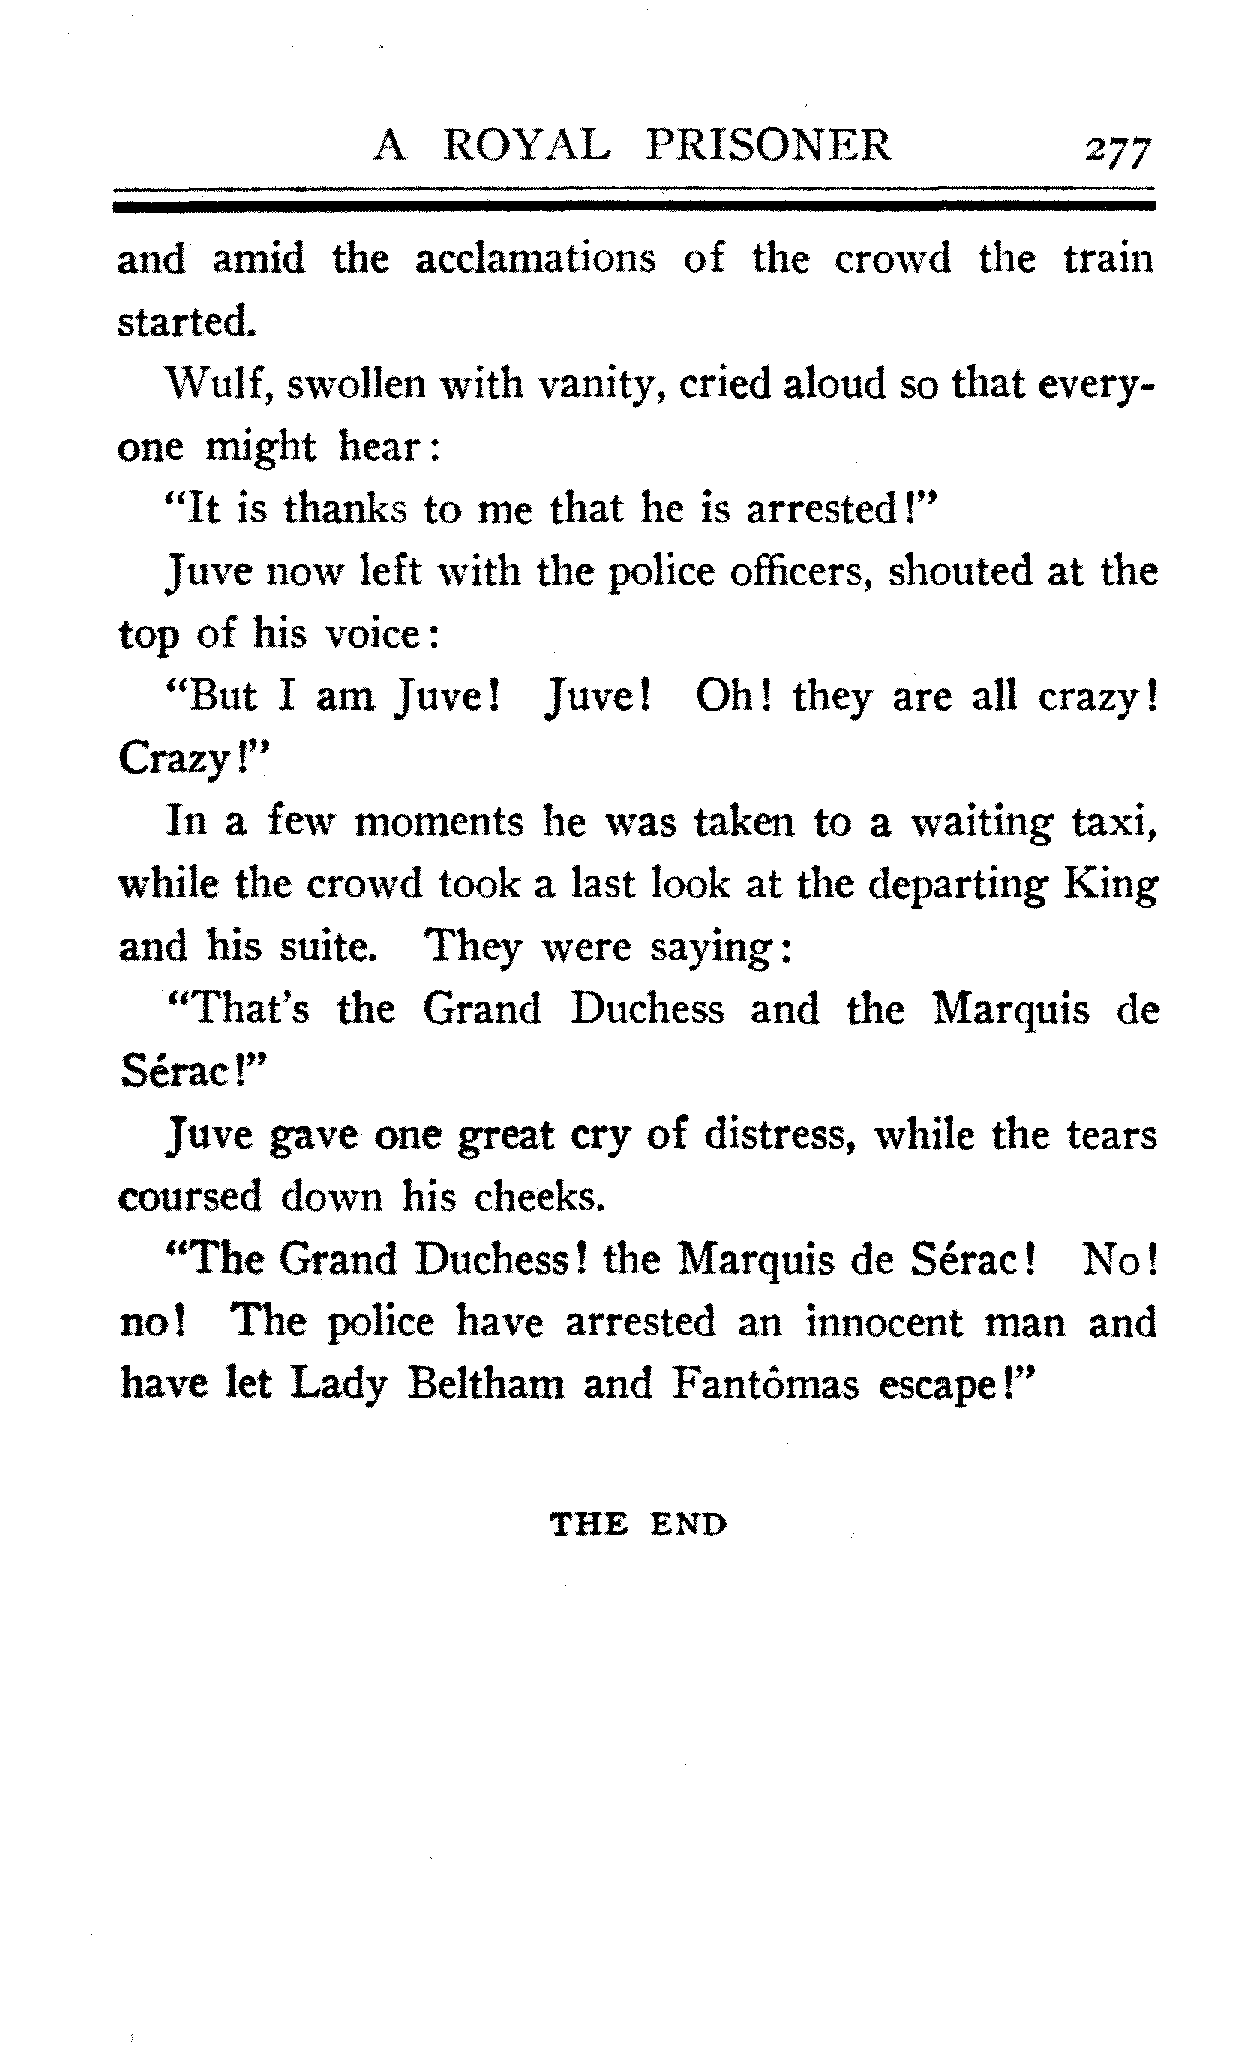 A ROYAL PRISONER 277
and amid the acclamations of the crowd the train
started.
Wulf, swollen with vanity, cried aloud so that every-
one might hear:
"It is thanks to me that he is arrested!"
Juve now left with the police officers, shouted at the
top of his voice:
"But I am Juve! Juve! Oh! they are all crazy!
Crazy!"
In a few moments he was taken to a waiting taxi,
while the crowd took a last look at the departing King
and his suite. They were saying:
"That's the Grand Duchess and the Marquis de
Sérac!"
Juve gave one great cry of distress, while the tears
coursed down his cheeks.
"The Grand Duchess! the Marquis de Sérac! No!
no! The police have arrested an innocent man and
have let Lady Beltham and Fantômas escape!"
THE END